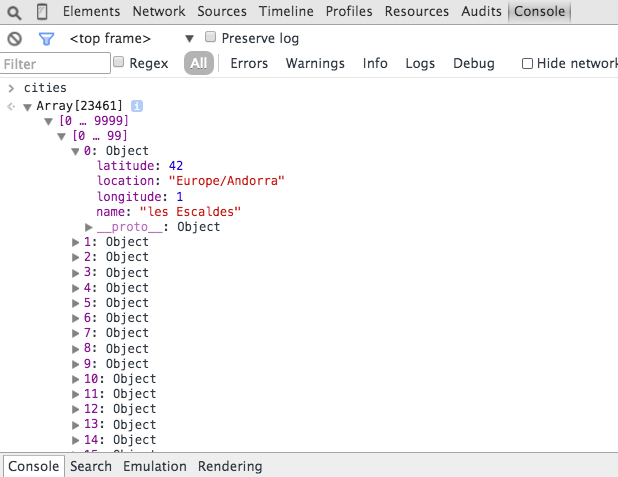 Elements Network Sources Timeline Profiles Resources Audits Console
<top frame> Preserve log
Filter Regex All Errors Warnings Info Logs Debug Hide network
cities
Array[23461] i
[0 … 9999]
[0 … 99]
0: Object
latitude: 42
location: "Europe/Andorra"
longitude: 1
name: "les Escaldes"
__proto__: Object
1: Object
2: Object
3: Object
4: Object
5: Object
6: Object
7: Object
8: Object
9: Object
10: Object
11: Object
12: Object
13: Object
14: Object
15: Object
Console Search Emulation Rendering